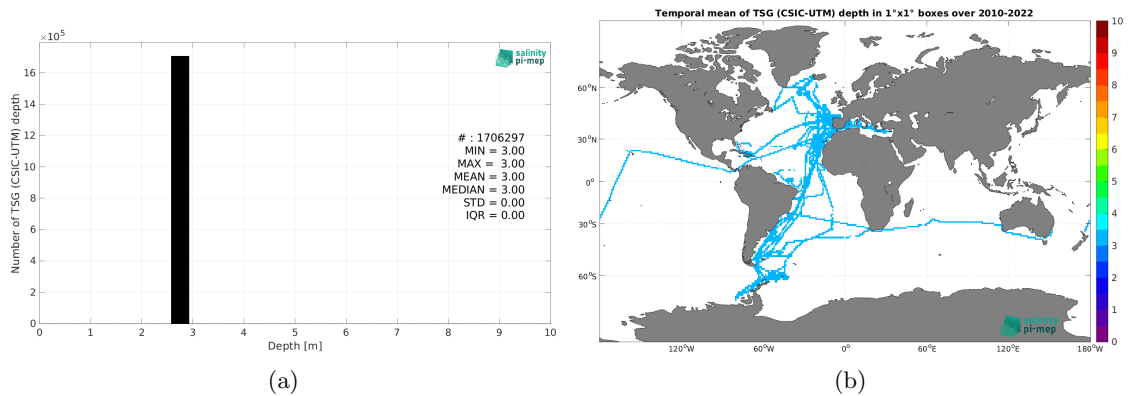 ×10⁵
16
14
12
10
8
6
4
2
0
Number of TSG (CSIC-UTM) depth
salinity
pi-mep
# : 1706297
MIN = 3.00
MAX = 3.00
MEAN = 3.00
MEDIAN = 3.00
STD = 0.00
IQR = 0.00
0 1 2 3 4 5 6 7 8 9 10
Depth [m]
(a)
Temporal mean of TSG (CSIC-UTM) depth in 1°x1° boxes over 2010-2022
60°N
30°N
0°
30°S
60°S
120°W 60°W 0° 60°E 120°E 180°W
salinity
pi-mep
10
9
8
7
6
5
4
3
2
1
0
(b)